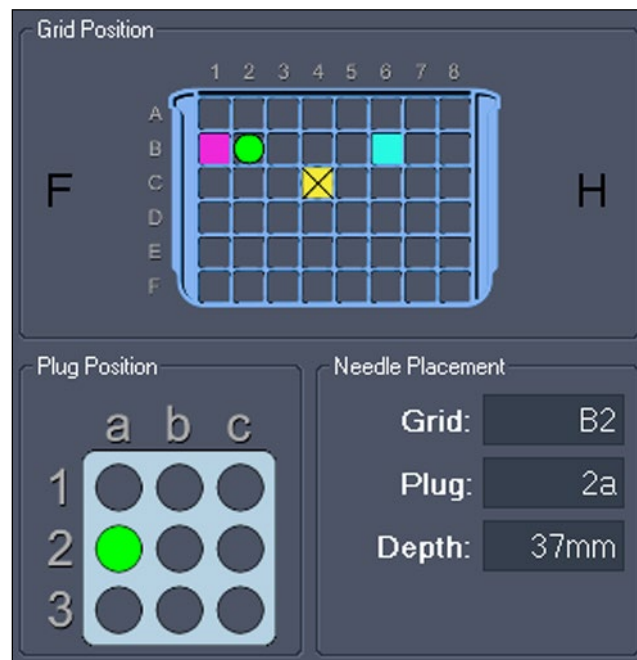 Grid Position
1 2 3 4 5 6 7 8
A
B
C
D
E
F
F
H
Plug Position
a b c
1
2
3
Needle Placement
Grid: B2
Plug: 2a
Depth: 37mm